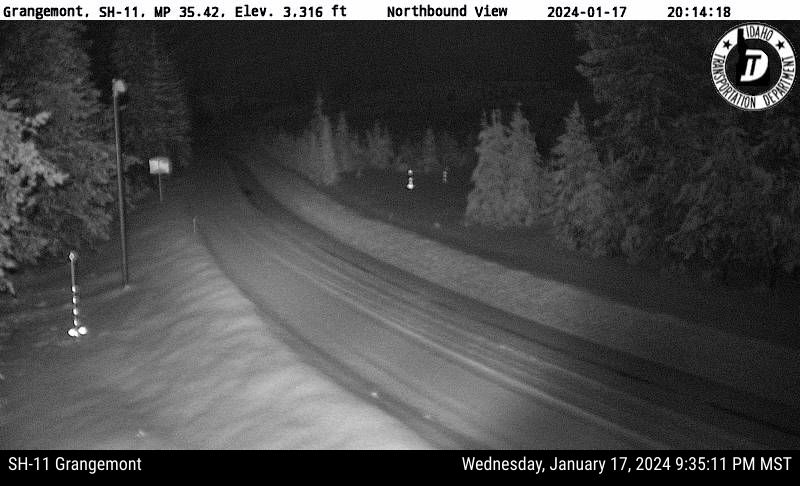 Grangemont, SH-11, MP 35.42, Elev. 3,316 ft Northbound View 2024-01-17 20:14:18
IDAHO
TRANSPORTATION DEPARTMENT
SH-11 Grangemont Wednesday, January 17, 2024 9:35:11 PM MST